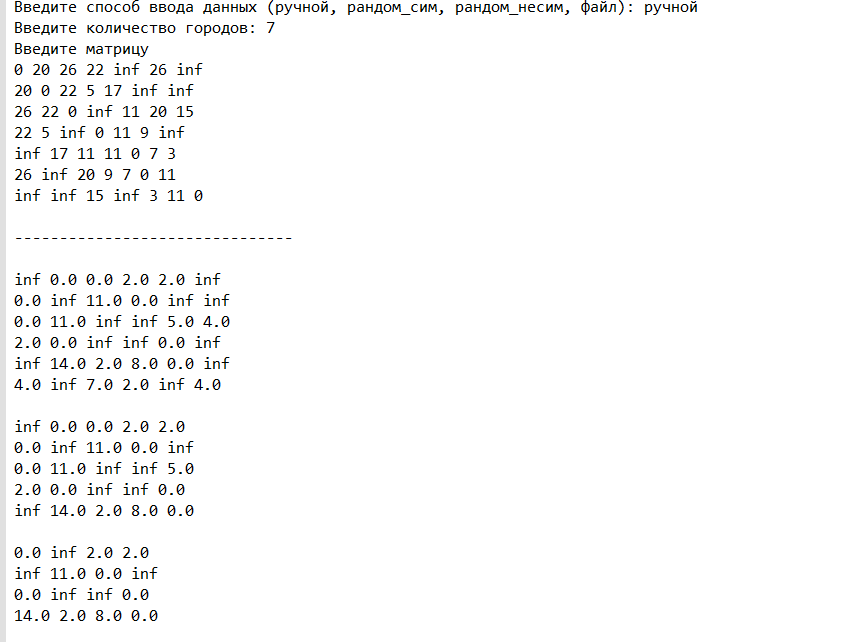 Введите способ ввода данных (ручной, рандом_сим, рандом_несим, файл): ручной
Введите количество городов: 7
Введите матрицу
0 20 26 22 inf 26 inf
20 0 22 5 17 inf inf
26 22 0 inf 11 20 15
22 5 inf 0 11 9 inf
inf 17 11 11 0 7 3
26 inf 20 9 7 0 11
inf inf 15 inf 3 11 0
-------------------------------
inf 0.0 0.0 2.0 2.0 inf
0.0 inf 11.0 0.0 inf inf
0.0 11.0 inf inf 5.0 4.0
2.0 0.0 inf inf 0.0 inf
inf 14.0 2.0 8.0 0.0 inf
4.0 inf 7.0 2.0 inf 4.0
inf 0.0 0.0 2.0 2.0
0.0 inf 11.0 0.0 inf
0.0 11.0 inf inf 5.0
2.0 0.0 inf inf 0.0
inf 14.0 2.0 8.0 0.0
0.0 inf 2.0 2.0
inf 11.0 0.0 inf
0.0 inf inf 0.0
14.0 2.0 8.0 0.0